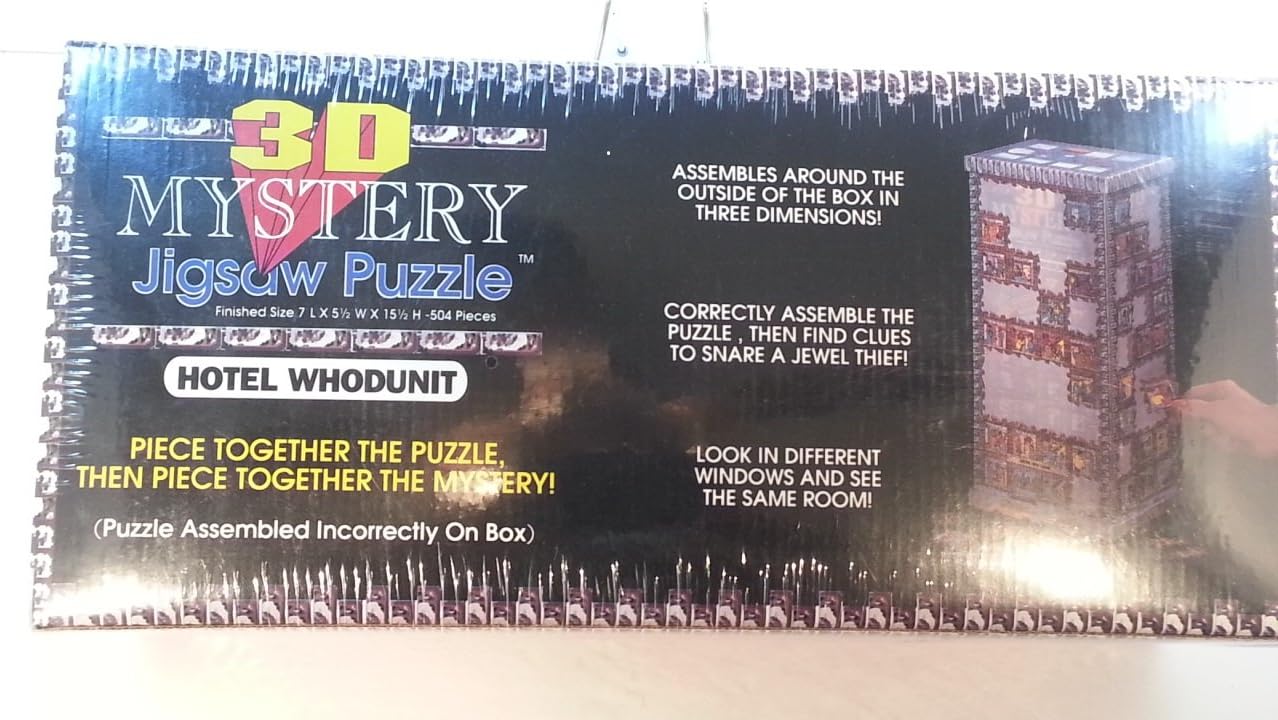 3D
MYSTERY
Jigsaw Puzzle™
Finished Size 7 L X 5½ W X 15½ H -504 Pieces
HOTEL WHODUNIT
PIECE TOGETHER THE PUZZLE,
THEN PIECE TOGETHER THE MYSTERY!
(Puzzle Assembled Incorrectly On Box)
ASSEMBLES AROUND THE
OUTSIDE OF THE BOX IN
THREE DIMENSIONS!
CORRECTLY ASSEMBLE THE
PUZZLE , THEN FIND CLUES
TO SNARE A JEWEL THIEF!
LOOK IN DIFFERENT
WINDOWS AND SEE
THE SAME ROOM!
3D